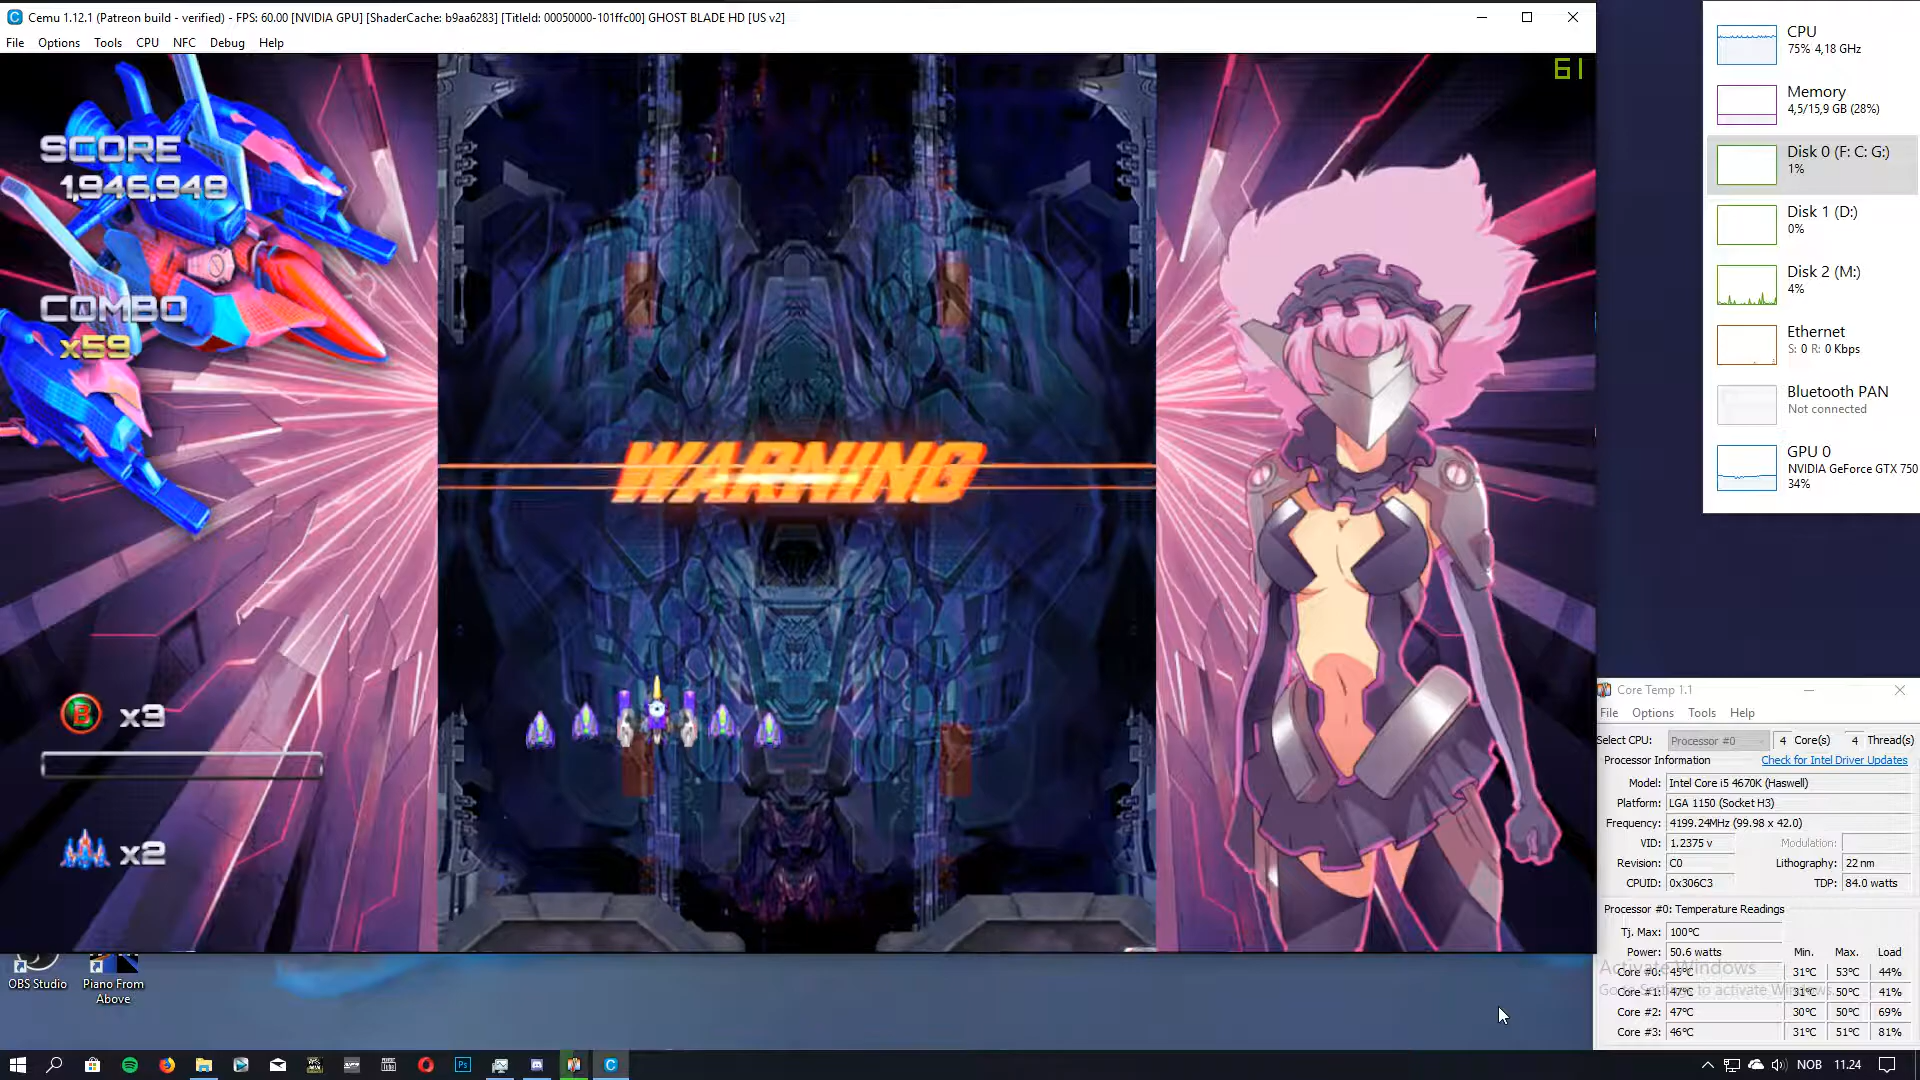 Cemu 1.12.1 (Patreon build - verified) - FPS: 60.00 [NVIDIA GPU] [ShaderCache: b9aa6283] [TitleId: 00050000-101ffc00] GHOST BLADE HD [US v2]
File Options Tools CPU NFC Debug Help
61
SCORE
1,946,948
COMBO
x59
WARNING
B x3
x2
CPU
75% 4,18 GHz
Memory
4,5/15,9 GB (28%)
Disk 0 (F: C: G:)
1%
Disk 1 (D:)
0%
Disk 2 (M:)
4%
Ethernet
S: 0 R: 0 Kbps
Bluetooth PAN
Not connected
GPU 0
NVIDIA GeForce GTX 750
34%
Core Temp 1.1
File Options Tools Help
Select CPU: Processor #0 4 Core(s) 4 Thread(s)
Processor Information Check for Intel Driver Updates
Model: Intel Core i5 4670K (Haswell)
Platform: LGA 1150 (Socket H3)
Frequency: 4199.24MHz (99.98 x 42.0)
VID: 1.2375 v Modulation:
Revision: C0 Lithography: 22 nm
CPUID: 0x306C3 TDP: 84.0 watts
Processor #0: Temperature Readings
Tj. Max: 100°C
Power: 50.6 watts Min. Max. Load
Activate Windows
Core #0: 45°C 31°C 53°C 44%
Go to Settings to activate Windows.
Core #1: 47°C 31°C 50°C 41%
Core #2: 47°C 30°C 50°C 69%
Core #3: 46°C 31°C 51°C 81%
OBS Studio
Piano From
Above
Ps
NOB 11.24